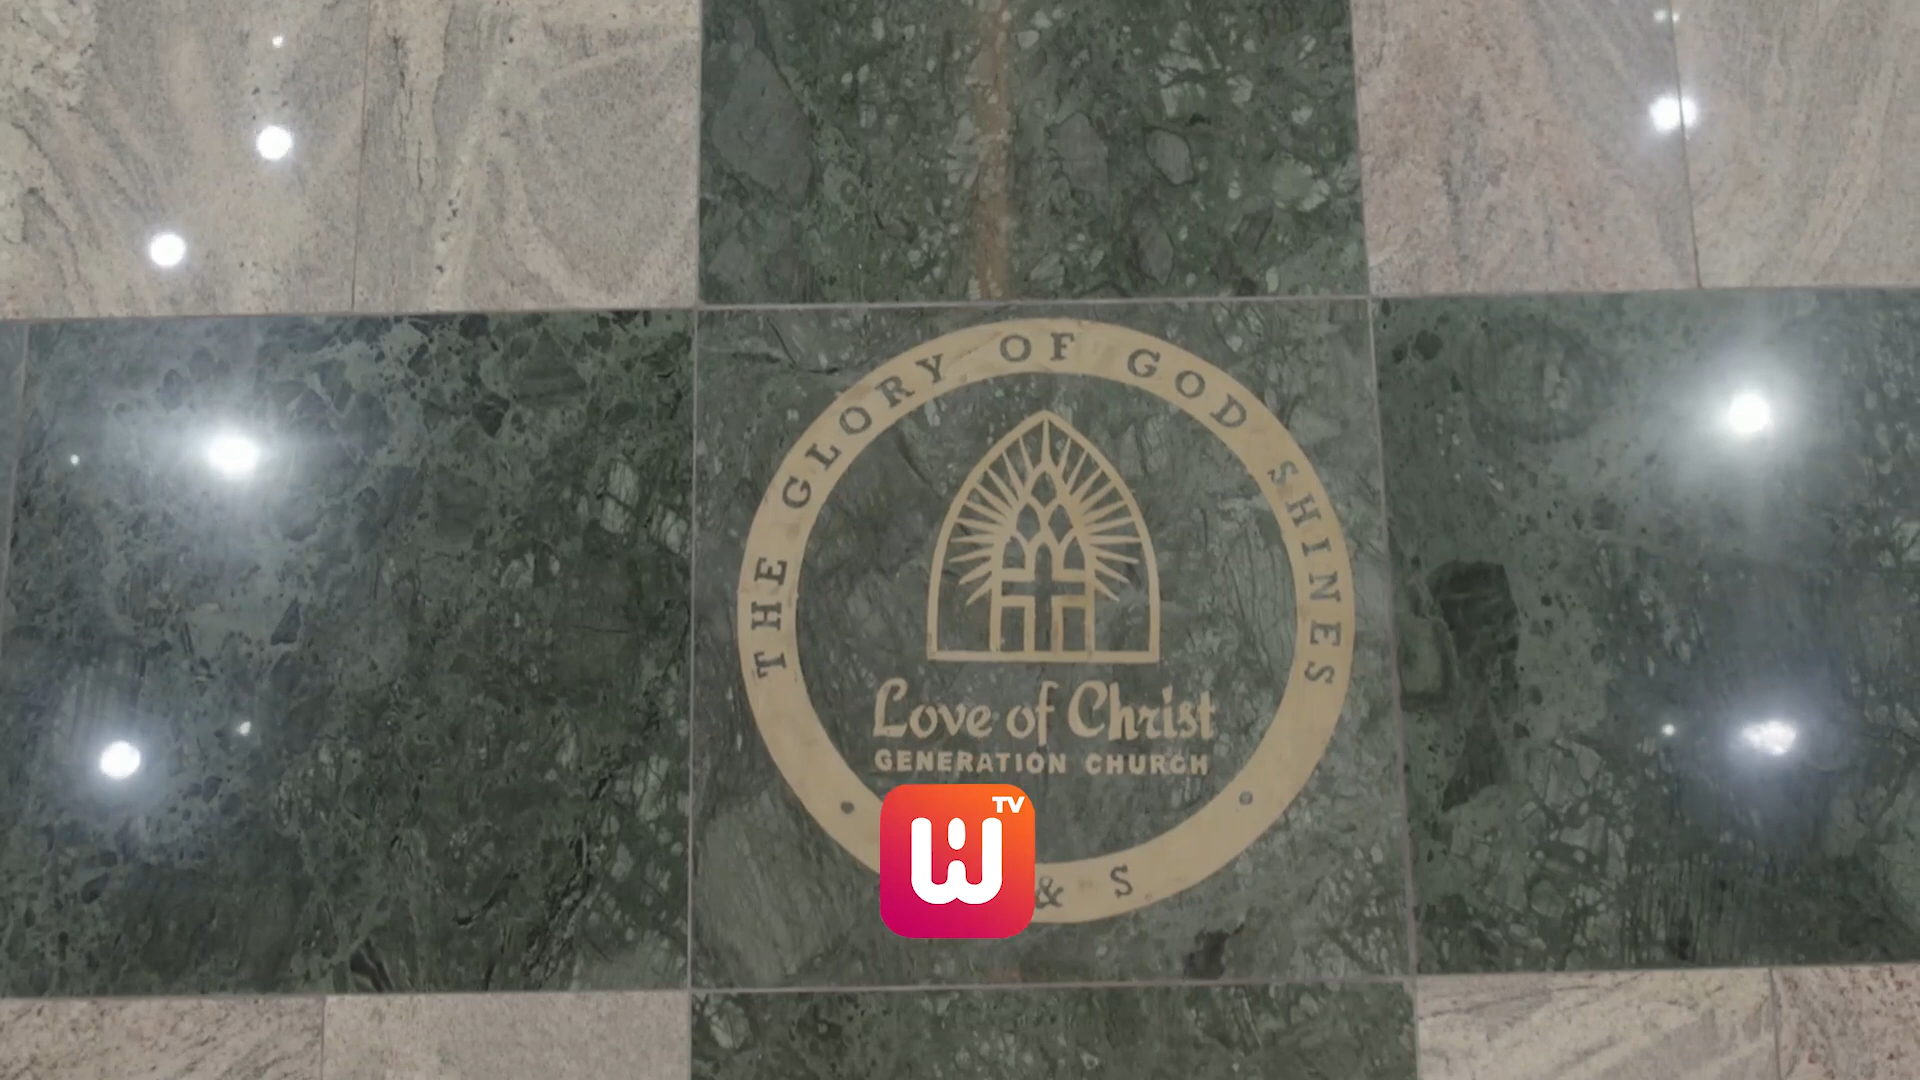 THE GLORY OF GOD SHINES
Love of Christ
GENERATION CHURCH
& S
TV
W